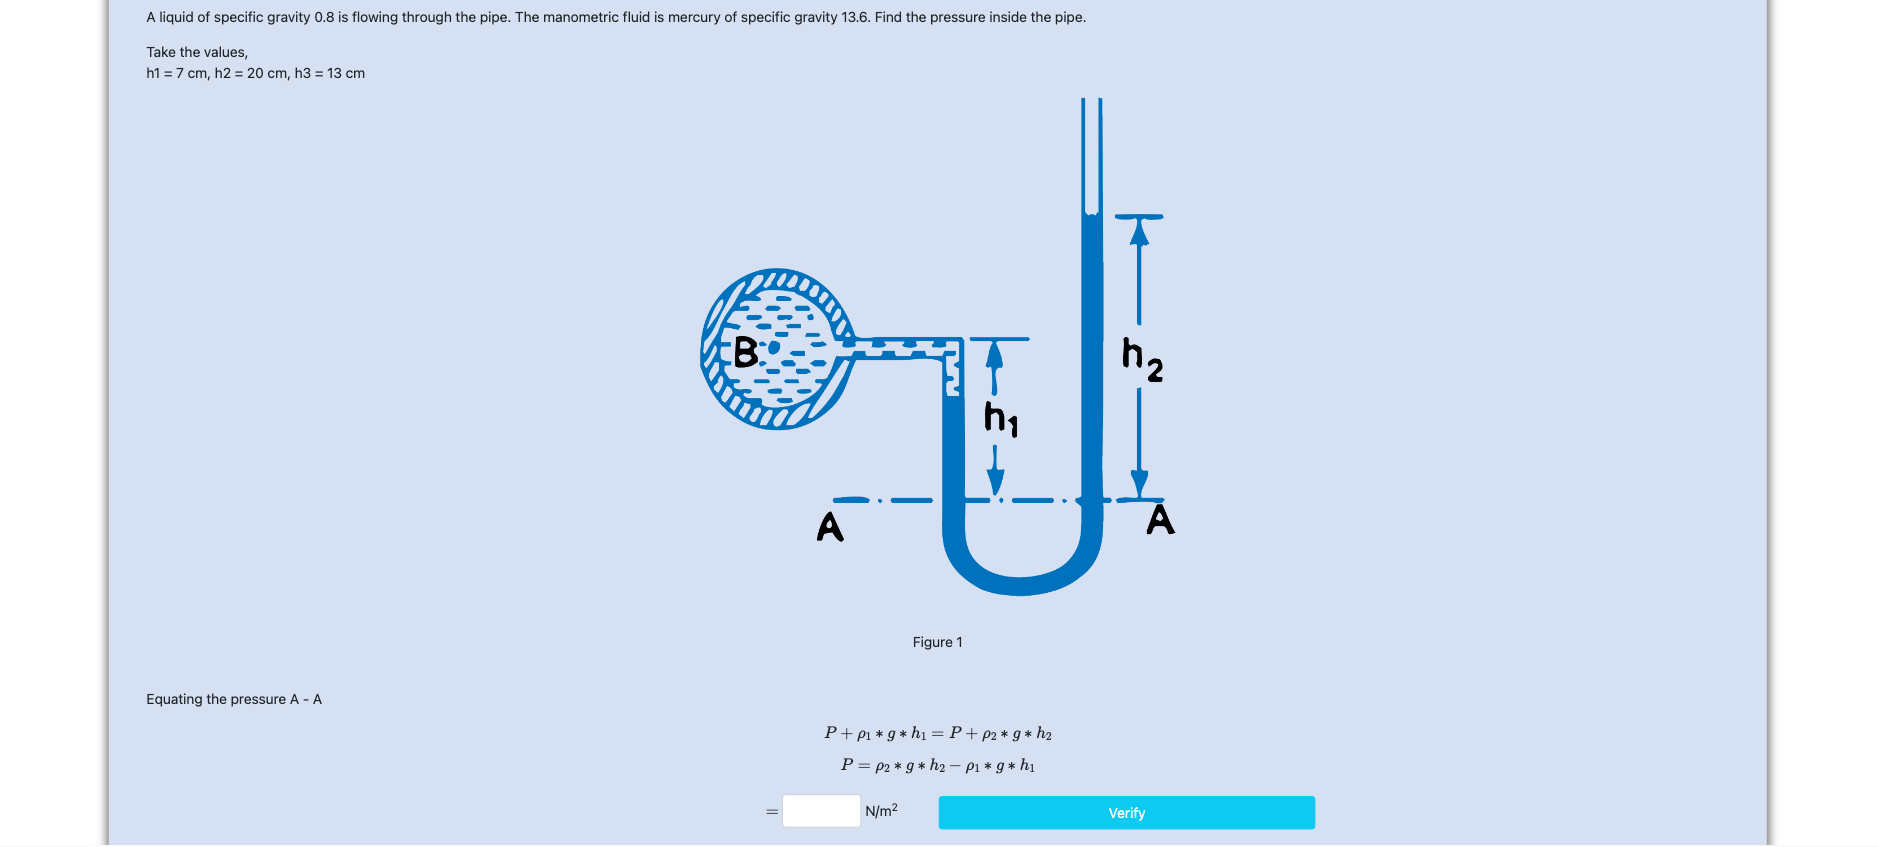 A liquid of specific gravity 0.8 is flowing through the pipe. The manometric fluid is mercury of specific gravity 13.6. Find the pressure inside the pipe.
Take the values,
h1 = 7 cm, h2 = 20 cm, h3 = 13 cm
B
h₂
h₁
A
A
Figure 1
Equating the pressure A - A
P + ρ₁ * g * h₁ = P + ρ₂ * g * h₂
P = ρ₂ * g * h₂ − ρ₁ * g * h₁
= N/m²
Verify